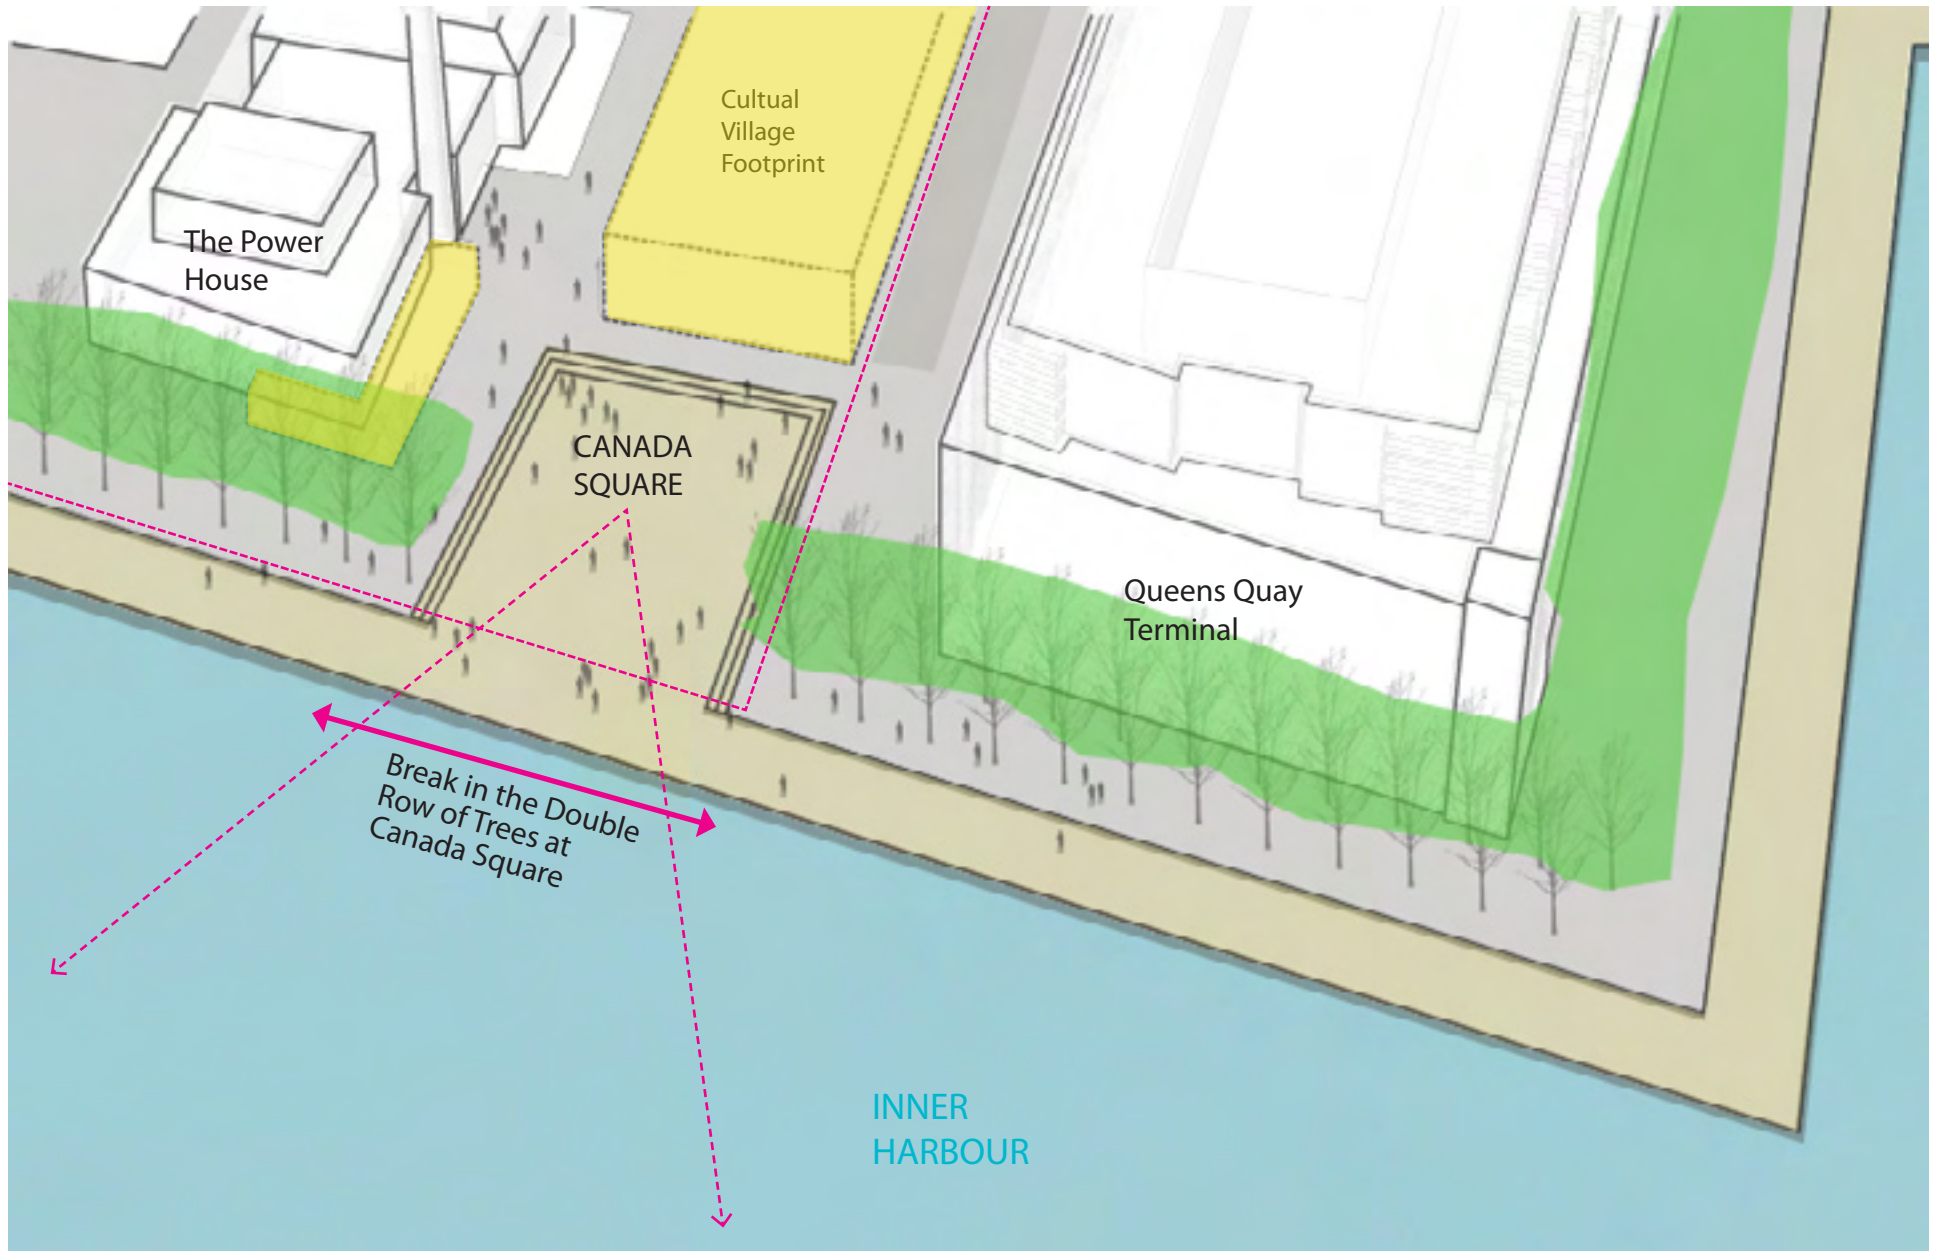 Cultual
Village
Footprint
The Power
House
CANADA
SQUARE
Queens Quay
Terminal
Break in the Double
Row of Trees at
Canada Square
INNER
HARBOUR